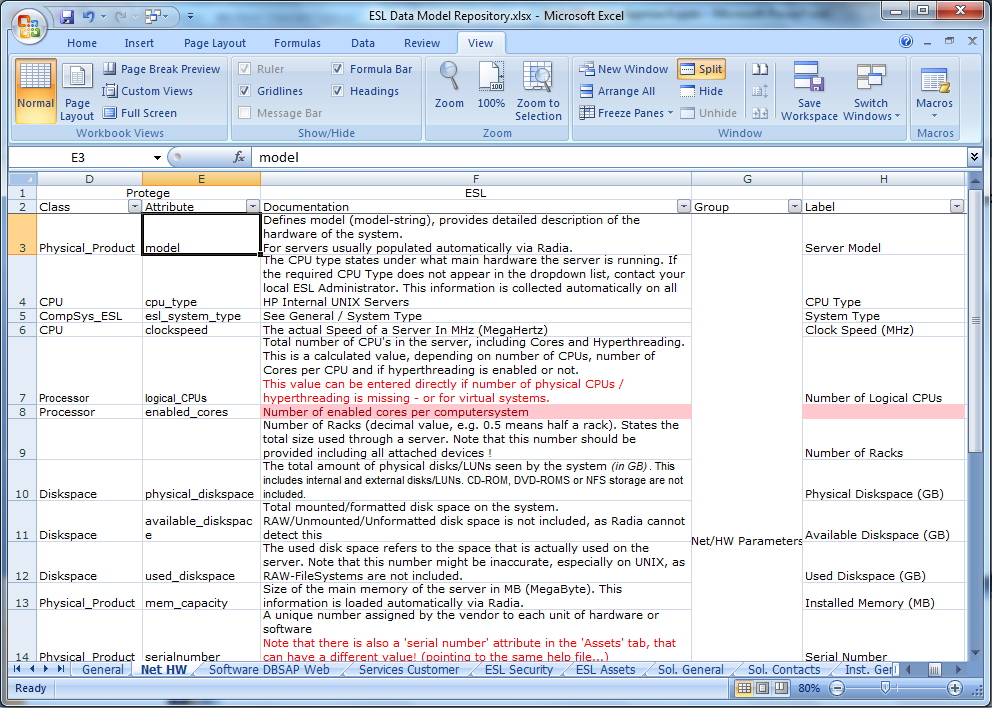 ESL Data Model Repository.xlsx - Microsoft Excel
Home Insert Page Layout Formulas Data Review View
Normal
Page Layout
Page Break Preview
Custom Views
Full Screen
Workbook Views
Ruler
Gridlines
Message Bar
Formula Bar
Headings
Show/Hide
Zoom
100%
Zoom to Selection
Zoom
New Window
Arrange All
Freeze Panes
Split
Hide
Unhide
Save Workspace
Switch Windows
Window
Macros
Macros
E3 fx model
D E F G H
1 Protege ESL
2 Class Attribute Documentation Group Label
Defines model (model-string), provides detailed description of the
hardware of the system.
3 Physical_Product model For servers usually populated automatically via Radia. Server Model
The CPU type states under what main hardware the server is running. If
the required CPU Type does not appear in the dropdown list, contact your
local ESL Administrator. This information is collected automatically on all
4 CPU cpu_type HP Internal UNIX Servers CPU Type
5 CompSys_ESL esl_system_type See General / System Type System Type
6 CPU clockspeed The actual Speed of a Server In MHz (MegaHertz) Clock Speed (MHz)
Total number of CPU's in the server, including Cores and Hyperthreading.
This is a calculated value, depending on number of CPUs, number of
Cores per CPU and if hyperthreading is enabled or not.
This value can be entered directly if number of physical CPUs /
7 Processor logical_CPUs hyperthreading is missing - or for virtual systems. Number of Logical CPUs
8 Processor enabled_cores Number of enabled cores per computersystem
Number of Racks (decimal value, e.g. 0.5 means half a rack). States the
total size used through a server. Note that this number should be
9 provided including all attached devices ! Number of Racks
The total amount of physical disks/LUNs seen by the system (in GB) . This
includes internal and external disks/LUNs. CD-ROM, DVD-ROMS or NFS storage are not
10 Diskspace physical_diskspace included. Physical Diskspace (GB)
Total mounted/formatted disk space on the system.
available_diskspac RAW/Unmounted/Unformatted disk space is not included, as Radia cannot
11 Diskspace e detect this Net/HW Parameters Available Diskspace (GB)
The used disk space refers to the space that is actually used on the
server. Note that this number might be inaccurate, especially on UNIX, as
12 Diskspace used_diskspace RAW-FileSystems are not included. Used Diskspace (GB)
Size of the main memory of the server in MB (MegaByte). This
13 Physical_Product mem_capacity information is loaded automatically via Radia. Installed Memory (MB)
A unique number assigned by the vendor to each unit of hardware or
software
Note that there is also a 'serial number' attribute in the 'Assets' tab, that
14 Physical_Product serialnumber can have a different value! (pointing to the same help file...) Serial Number
General Net HW Software DBSAP Web Services Customer ESL Security ESL Assets Sol. General Sol. Contacts Inst. Ger
Ready 80%